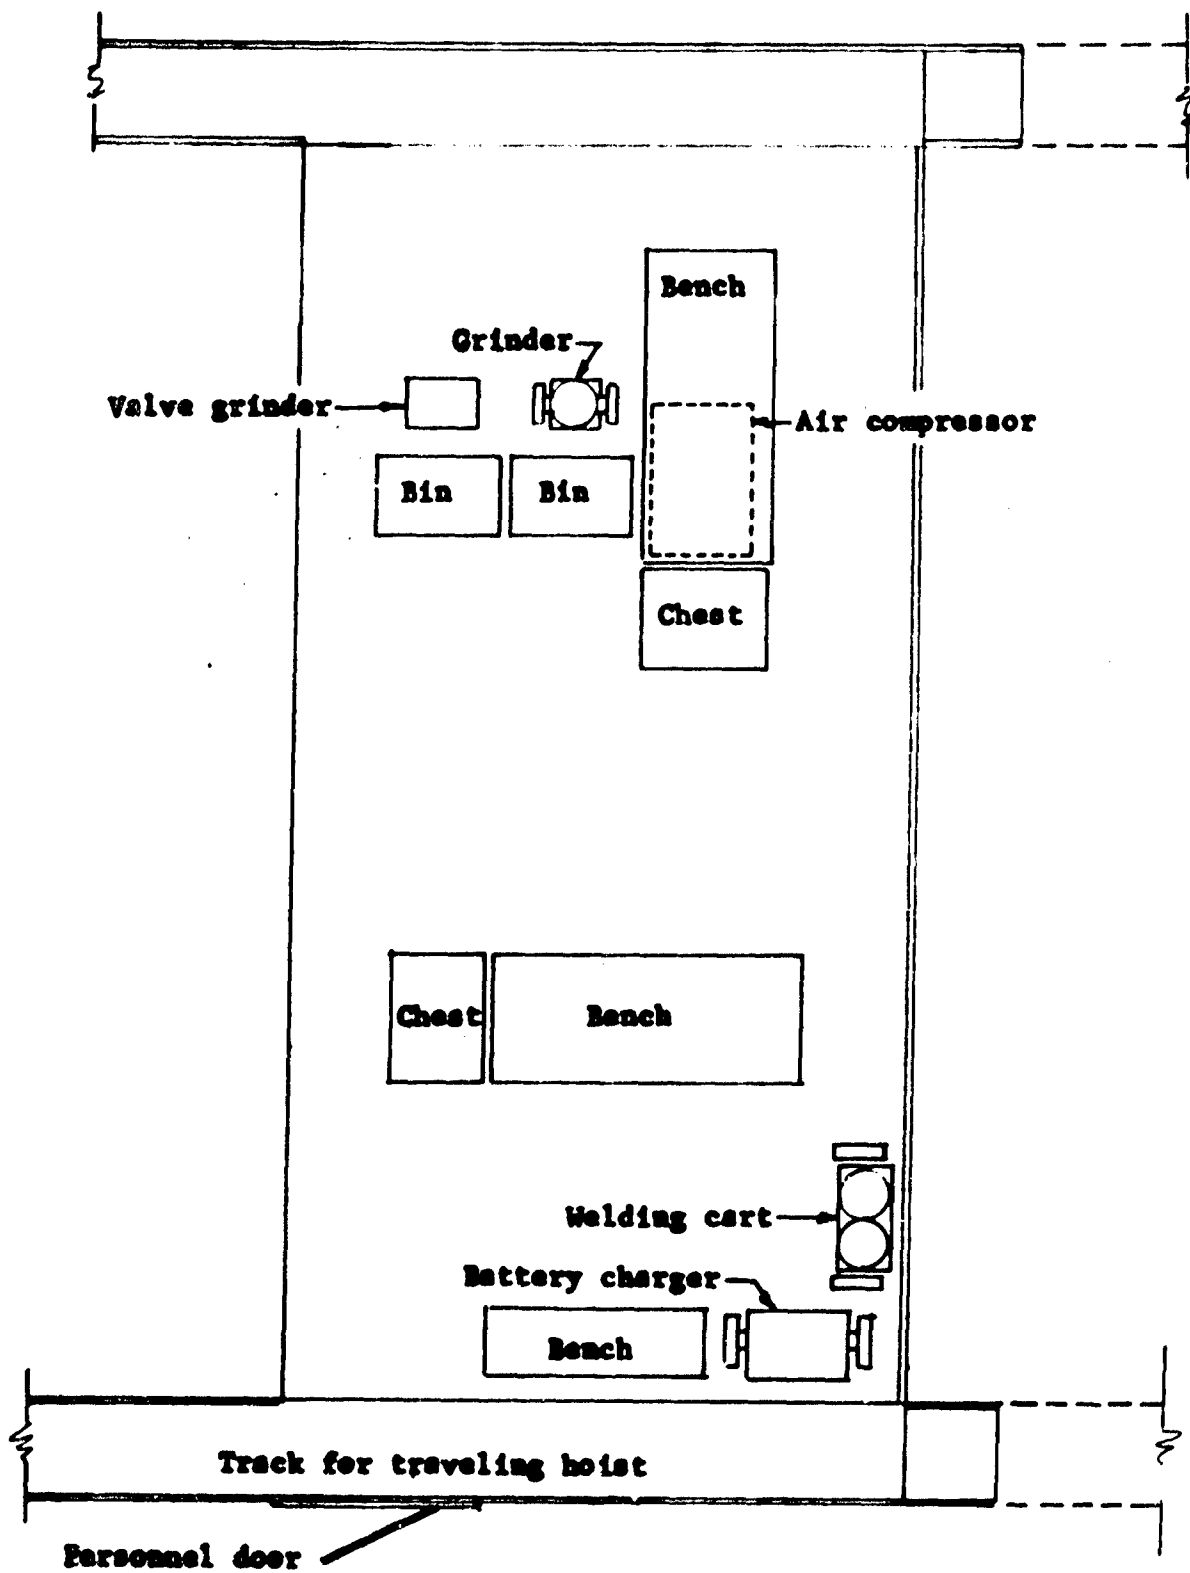 Bench
Grinder
Valve grinder
Air compressor
Bin
Bin
Chest
Chest
Bench
Welding cart
Battery charger
Bench
Track for traveling hoist
Personnel door